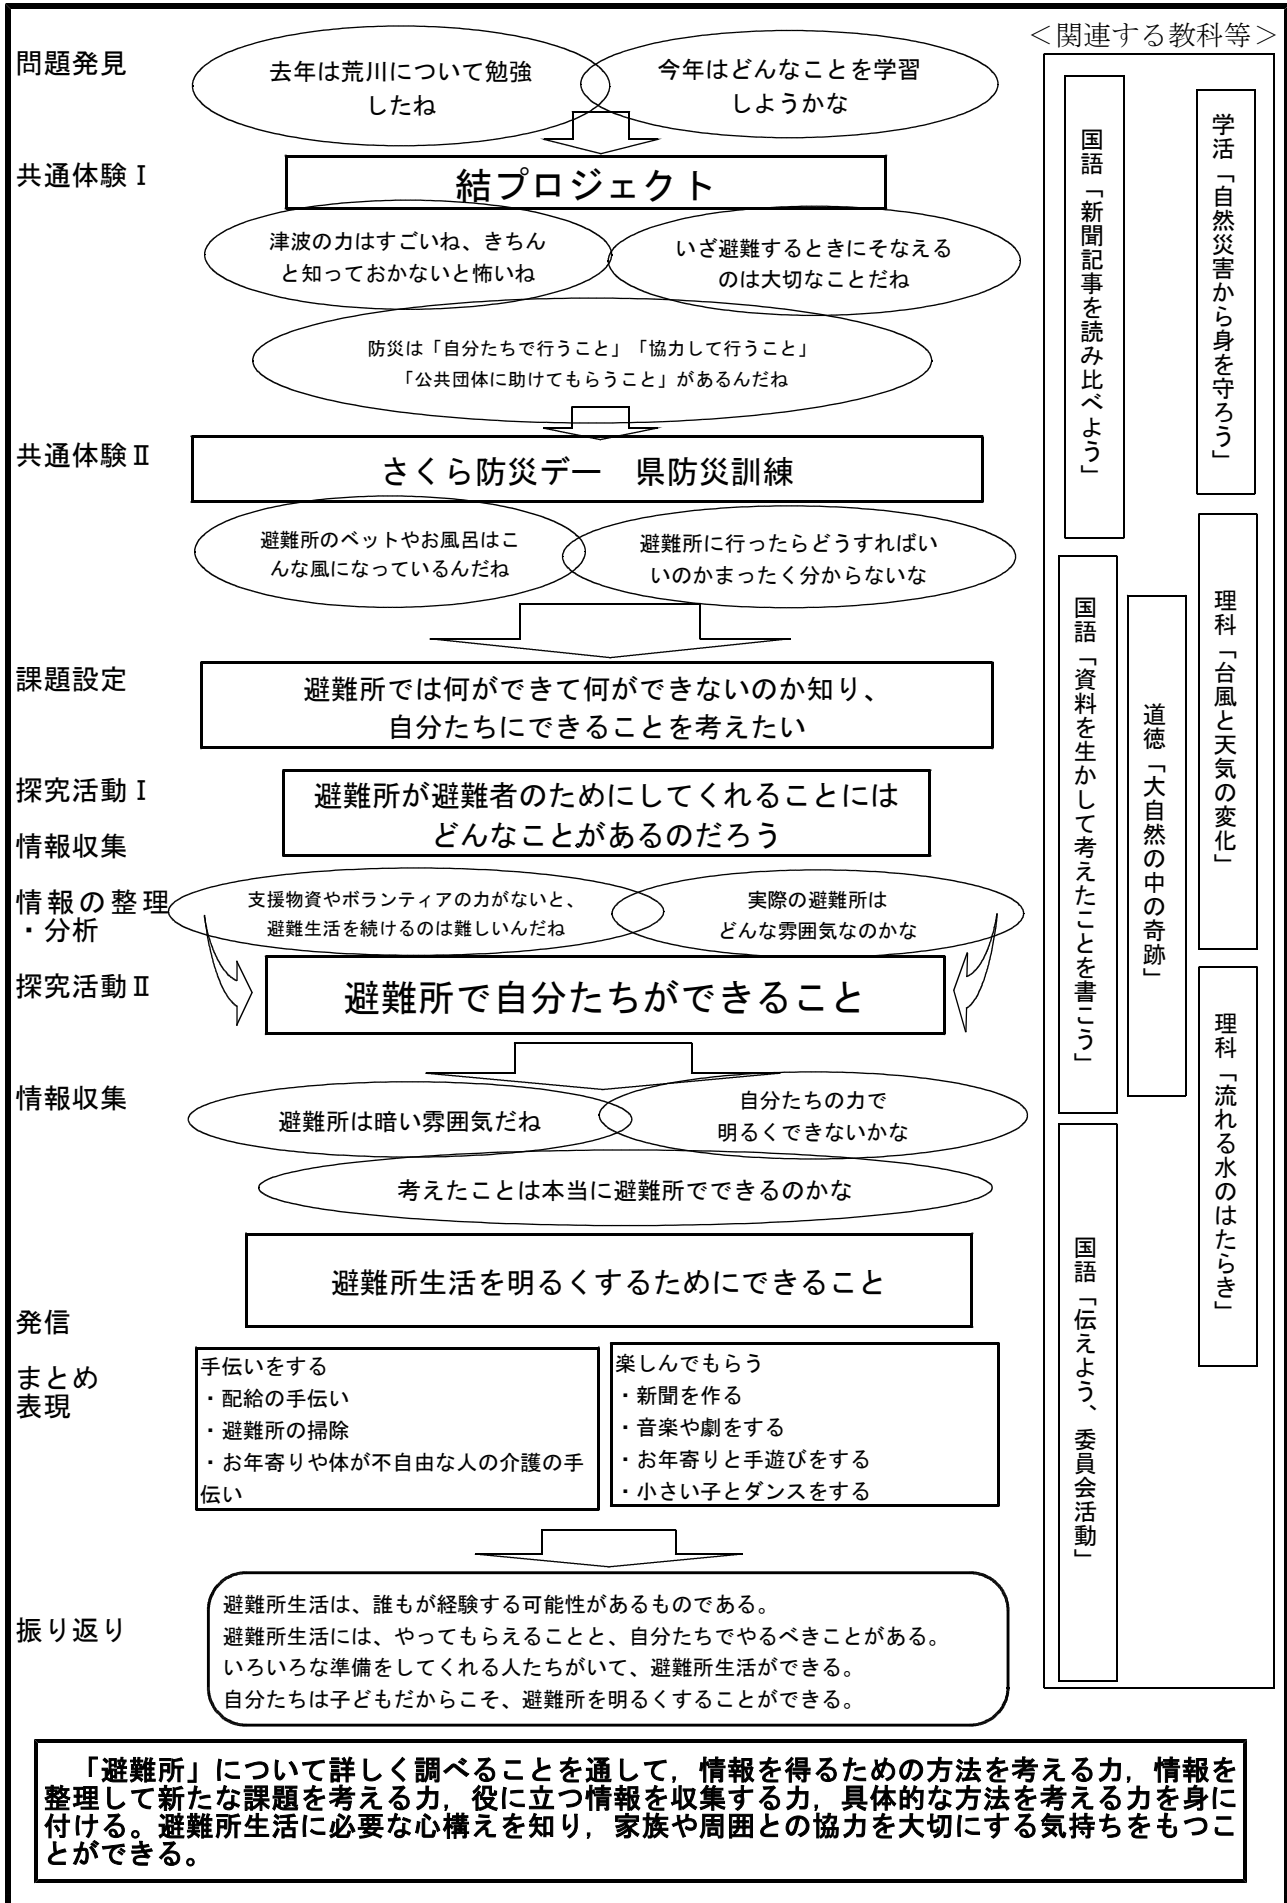 ＜関連する教科等＞
問題発見
去年は荒川について勉強
したね
今年はどんなことを学習
しようかな
共通体験Ⅰ
結プロジェクト
津波の力はすごいね、きちん
と知っておかないと怖いね
いざ避難するときにそなえる
のは大切なことだね
防災は「自分たちで行うこと」「協力して行うこと」
「公共団体に助けてもらうこと」があるんだね
共通体験Ⅱ
さくら防災デー　県防災訓練
避難所のベットやお風呂はこ
んな風になっているんだね
避難所に行ったらどうすればい
いのかまったく分からないな
課題設定
避難所では何ができて何ができないのか知り、
自分たちにできることを考えたい
探究活動Ⅰ
避難所が避難者のためにしてくれることには
どんなことがあるのだろう
情報収集
情報の整理
・分析
支援物資やボランティアの力がないと、
避難生活を続けるのは難しいんだね
実際の避難所は
どんな雰囲気なのかな
探究活動Ⅱ
避難所で自分たちができること
情報収集
避難所は暗い雰囲気だね
自分たちの力で
明るくできないかな
考えたことは本当に避難所でできるのかな
避難所生活を明るくするためにできること
発信
まとめ
表現
手伝いをする
・配給の手伝い
・避難所の掃除
・お年寄りや体が不自由な人の介護の手
伝い
楽しんでもらう
・新聞を作る
・音楽や劇をする
・お年寄りと手遊びをする
・小さい子とダンスをする
振り返り
避難所生活は、誰もが経験する可能性があるものである。
避難所生活には、やってもらえることと、自分たちでやるべきことがある。
いろいろな準備をしてくれる人たちがいて、避難所生活ができる。
自分たちは子どもだからこそ、避難所を明るくすることができる。
学活「自然災害から身を守ろう」
国語「新聞記事を読み比べよう」
理科「台風と天気の変化」
道徳「大自然の中の奇跡」
国語「資料を生かして考えたことを書こう」
理科「流れる水のはたらき」
国語「伝えよう、委員会活動」
「避難所」について詳しく調べることを通して，情報を得るための方法を考える力，情報を
整理して新たな課題を考える力，役に立つ情報を収集する力，具体的な方法を考える力を身に
付ける。避難所生活に必要な心構えを知り，家族や周囲との協力を大切にする気持ちをもつこ
とができる。